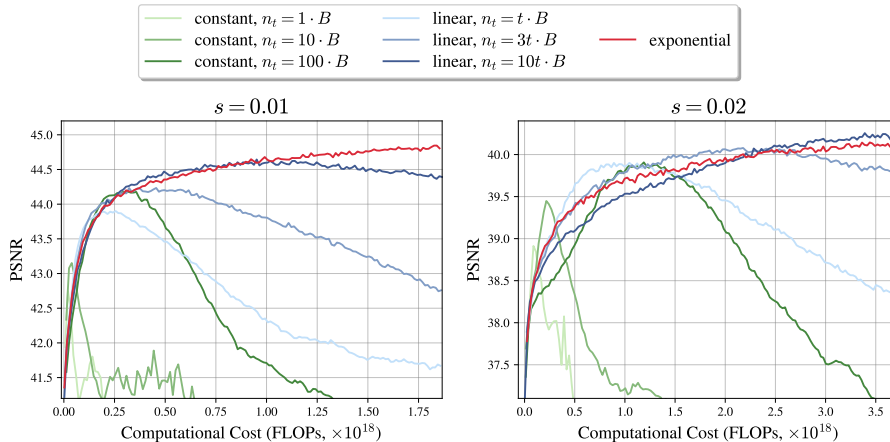 constant, n_t = 1 · B
constant, n_t = 10 · B
constant, n_t = 100 · B
linear, n_t = t · B
linear, n_t = 3t · B
linear, n_t = 10t · B
exponential
s = 0.01
PSNR
45.0
44.5
44.0
43.5
43.0
42.5
42.0
41.5
0.00 0.25 0.50 0.75 1.00 1.25 1.50 1.75
Computational Cost (FLOPs, ×10^18)
s = 0.02
PSNR
40.0
39.5
39.0
38.5
38.0
37.5
0.0 0.5 1.0 1.5 2.0 2.5 3.0 3.5
Computational Cost (FLOPs, ×10^18)